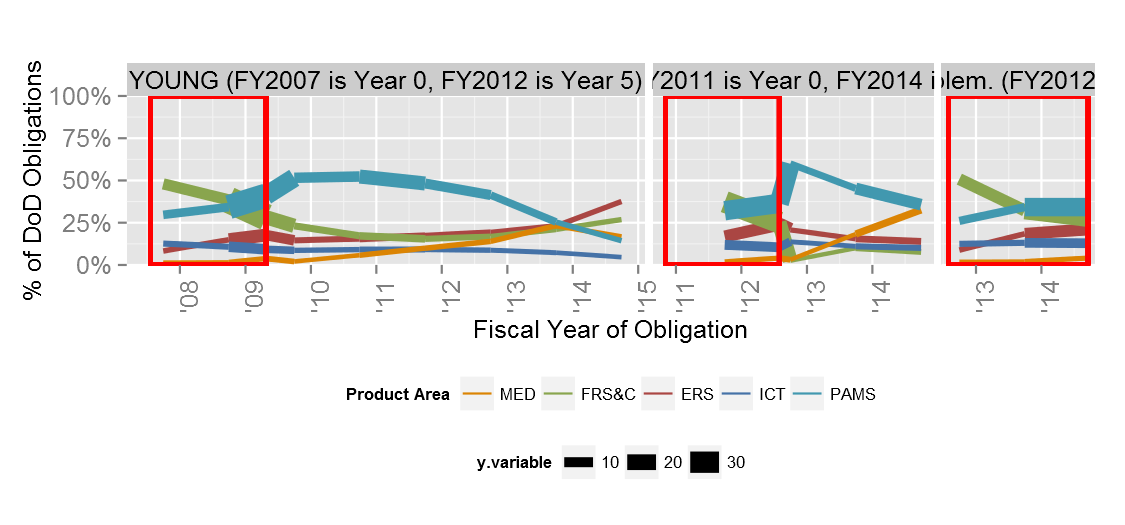 YOUNG (FY2007 is Year 0, FY2012 is Year 5)
Y2011 is Year 0, FY2014 i
olem. (FY2012
% of DoD Obligations
100%
75%
50%
25%
0%
'08 '09 '10 '11 '12 '13 '14 '15
'11 '12 '13 '14
'13 '14
Fiscal Year of Obligation
Product Area MED FRS&C ERS ICT PAMS
y.variable 10 20 30